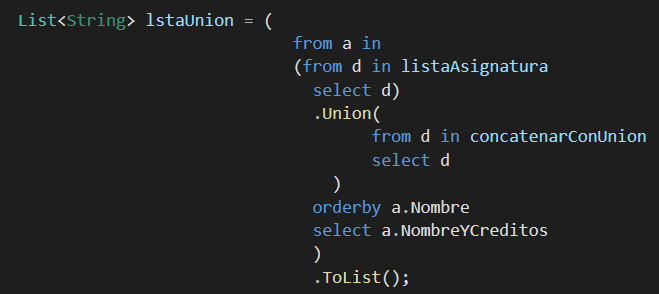 List<String> lstaUnion = (
from a in
(from d in listaAsignatura
select d)
.Union(
from d in concatenarConUnion
select d
)
orderby a.Nombre
select a.NombreYCreditos
)
.ToList();